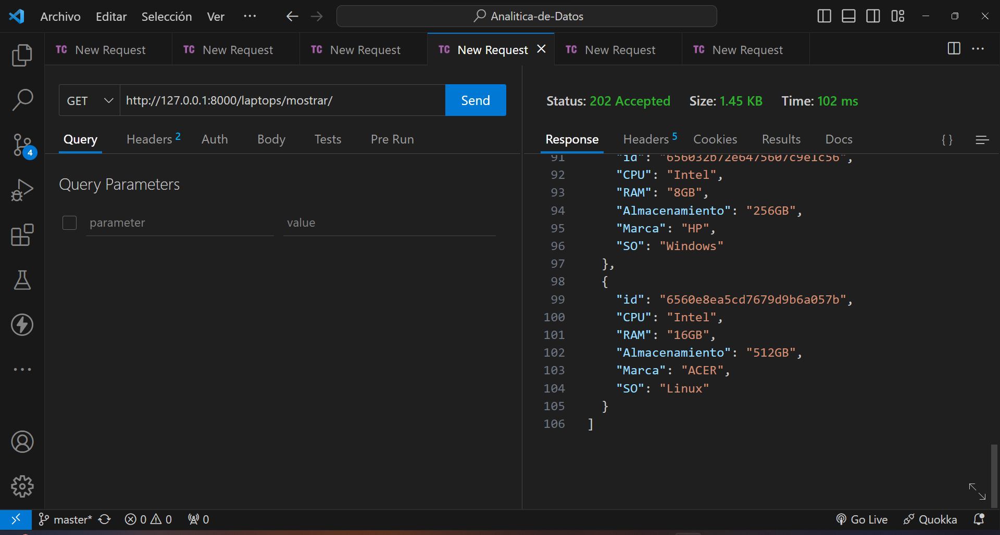 Archivo Editar Selección Ver ··· Analitica-de-Datos
TC New Request TC New Request TC New Request TC New Request TC New Request TC New Request
GET http://127.0.0.1:8000/laptops/mostrar/ Send
Query Headers 2 Auth Body Tests Pre Run
Query Parameters
parameter value
Status: 202 Accepted Size: 1.45 KB Time: 102 ms
Response Headers 5 Cookies Results Docs { }
91 "id": "656032b72e6475607c9e1c56",
92 "CPU": "Intel",
93 "RAM": "8GB",
94 "Almacenamiento": "256GB",
95 "Marca": "HP",
96 "SO": "Windows"
97 },
98 {
99 "id": "6560e8ea5cd7679d9b6a057b",
100 "CPU": "Intel",
101 "RAM": "16GB",
102 "Almacenamiento": "512GB",
103 "Marca": "ACER",
104 "SO": "Linux"
105 }
106 ]
4
master* 0 0 0 Go Live Quokka